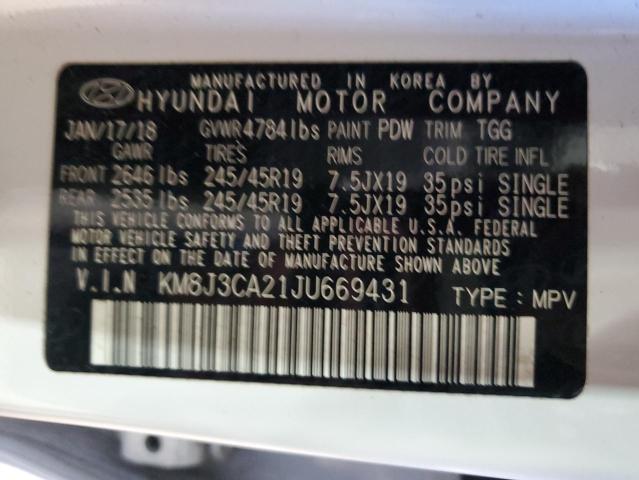 MANUFACTURED IN KOREA BY
HYUNDAI MOTOR COMPANY
JAN/17/18 GVWR 4784 lbs PAINT PDW TRIM TGG
GAWR TIRES RIMS COLD TIRE INFL
FRONT 2646 lbs 245/45R19 7.5JX19 35psi SINGLE
REAR 2535 lbs 245/45R19 7.5JX19 35psi SINGLE
THIS VEHICLE CONFORMS TO ALL APPLICABLE U.S.A. FEDERAL
MOTOR VEHICLE SAFETY AND THEFT PREVENTION STANDARDS
IN EFFECT ON THE DATE OF MANUFACTURE SHOWN ABOVE.
V.I.N KM8J3CA21JU669431 TYPE : MPV